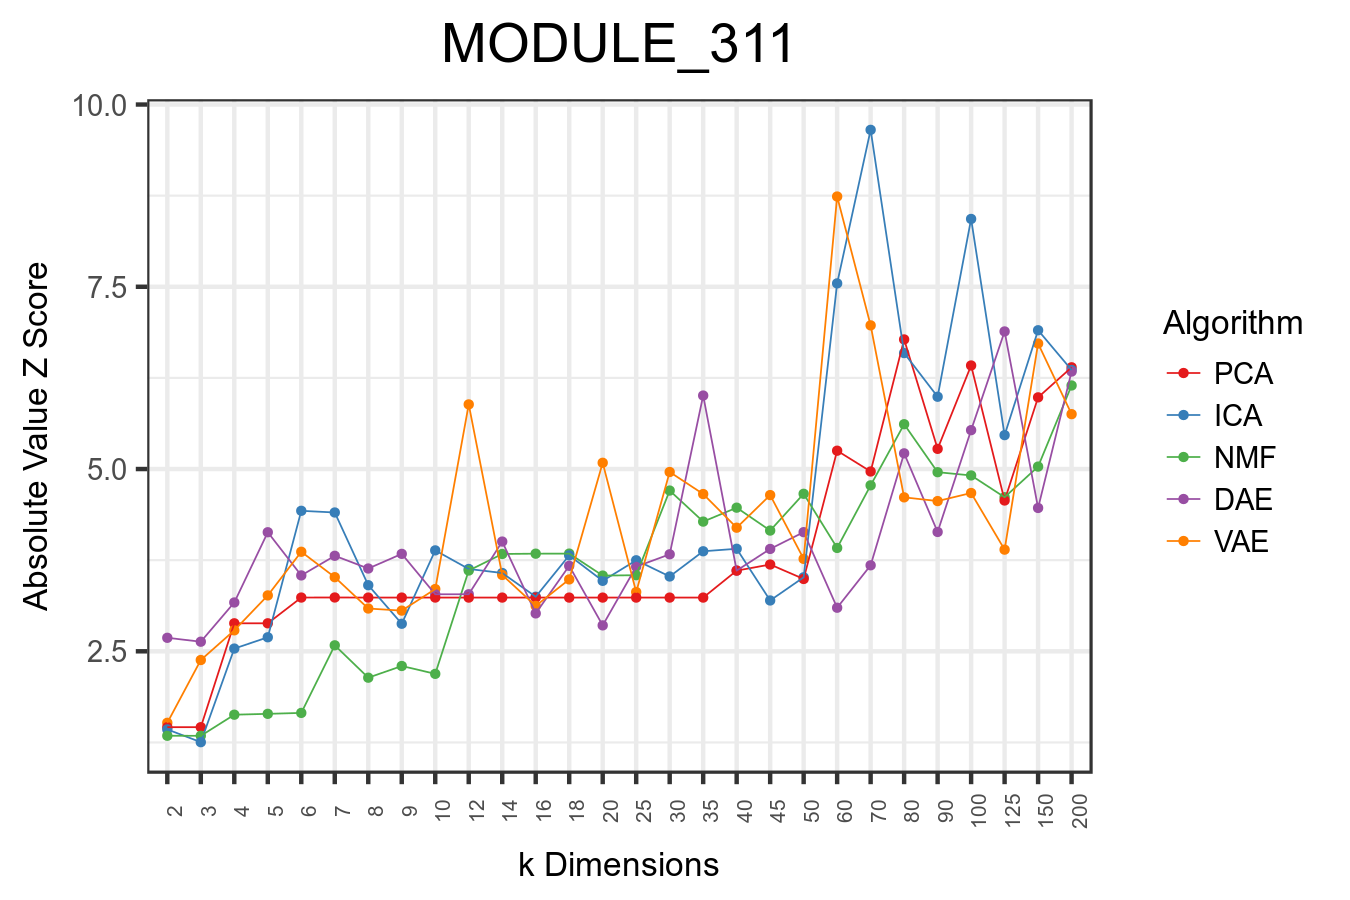 MODULE_311
10.0
7.5
5.0
2.5
Absolute Value Z Score
2 3 4 5 6 7 8 9 10 12 14 16 18 20 25 30 35 40 45 50 60 70 80 90 100 125 150 200
k Dimensions
Algorithm
PCA
ICA
NMF
DAE
VAE